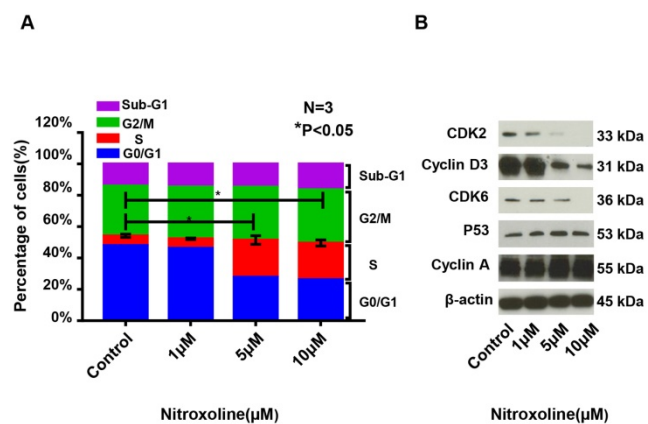 A
Sub-G1
G2/M
S
G0/G1
N=3
*P<0.05
Percentage of cells(%)
120%
100%
80%
60%
40%
20%
0%
*
*
Sub-G1
G2/M
S
G0/G1
Control
1μM
5μM
10μM
Nitroxoline(μM)
B
CDK2 33 kDa
Cyclin D3 31 kDa
CDK6 36 kDa
P53 53 kDa
Cyclin A 55 kDa
β-actin 45 kDa
Control
1μM
5μM
10μM
Nitroxoline(μM)